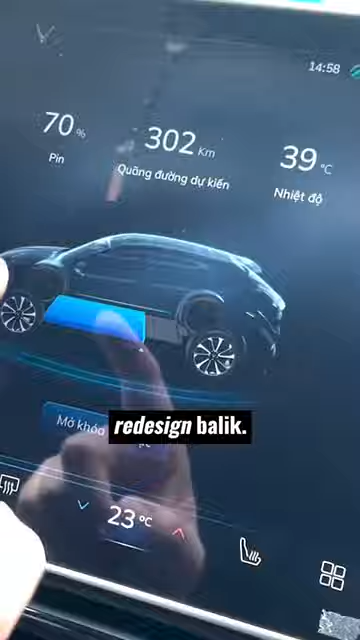 14:58
70 %
Pin
302 Km
Quãng đường dự kiến
39 °C
Nhiệt độ
Mở khóa
redesign balik.
23 °C